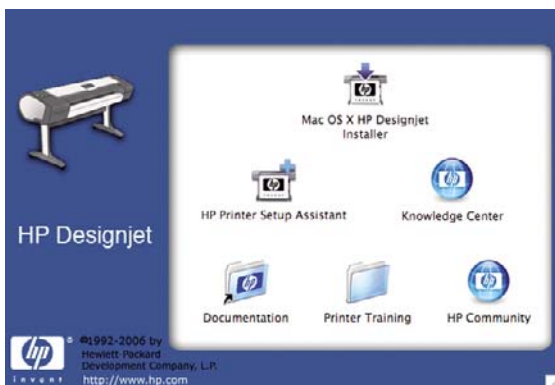 Mac O$ X HP Designjet
Installer
HP Printer Setup Assistant
Knowledge Center
HP Designjet
Documentation
Printer Training
HP Community
hp
invent
©1992-2006 by
Hewlett-Packard
Development Company, L.P.
http://www.hp.com